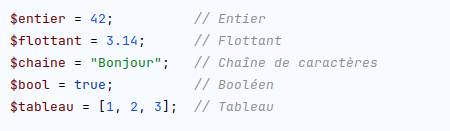 $entier = 42;          // Entier
$flottant = 3.14;      // Flottant
$chaine = "Bonjour";   // Chaîne de caractères
$bool = true;          // Booléen
$tableau = [1, 2, 3];  // Tableau